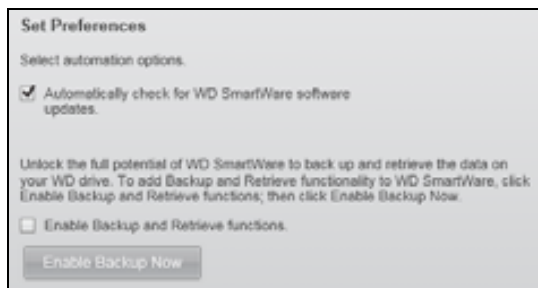 Set Preferences
Select automation options.
Automatically check for WD SmartWare software
updates.
Unlock the full potential of WD SmartWare to back up and retrieve the data on
your WD drive. To add Backup and Retrieve functionality to WD SmartWare, click
Enable Backup and Retrieve functions; then click Enable Backup Now.
Enable Backup and Retrieve functions.
Enable Backup Now